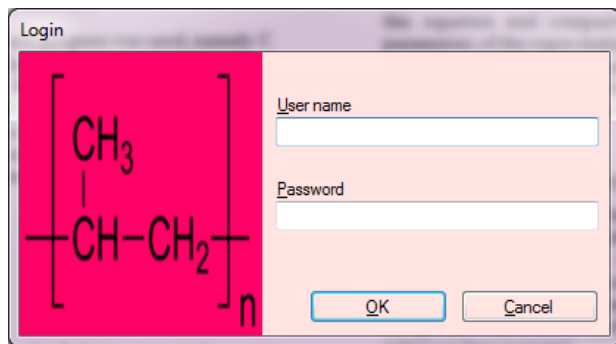 Login
CH₃
CH-CH₂
n
User name
Password
OK
Cancel